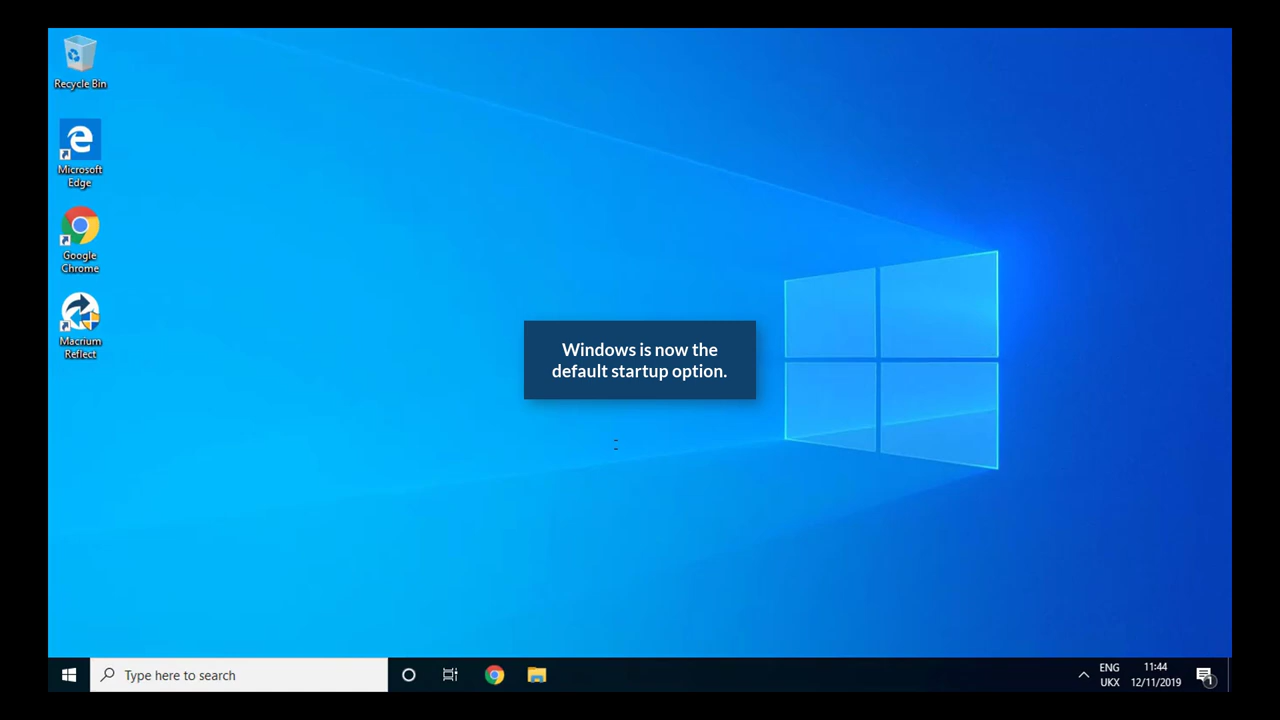 Recycle Bin
Microsoft
Edge
Google
Chrome
Macrium
Reflect
Windows is now the
default startup option.
Type here to search
ENG
UKX
11:44
12/11/2019
1